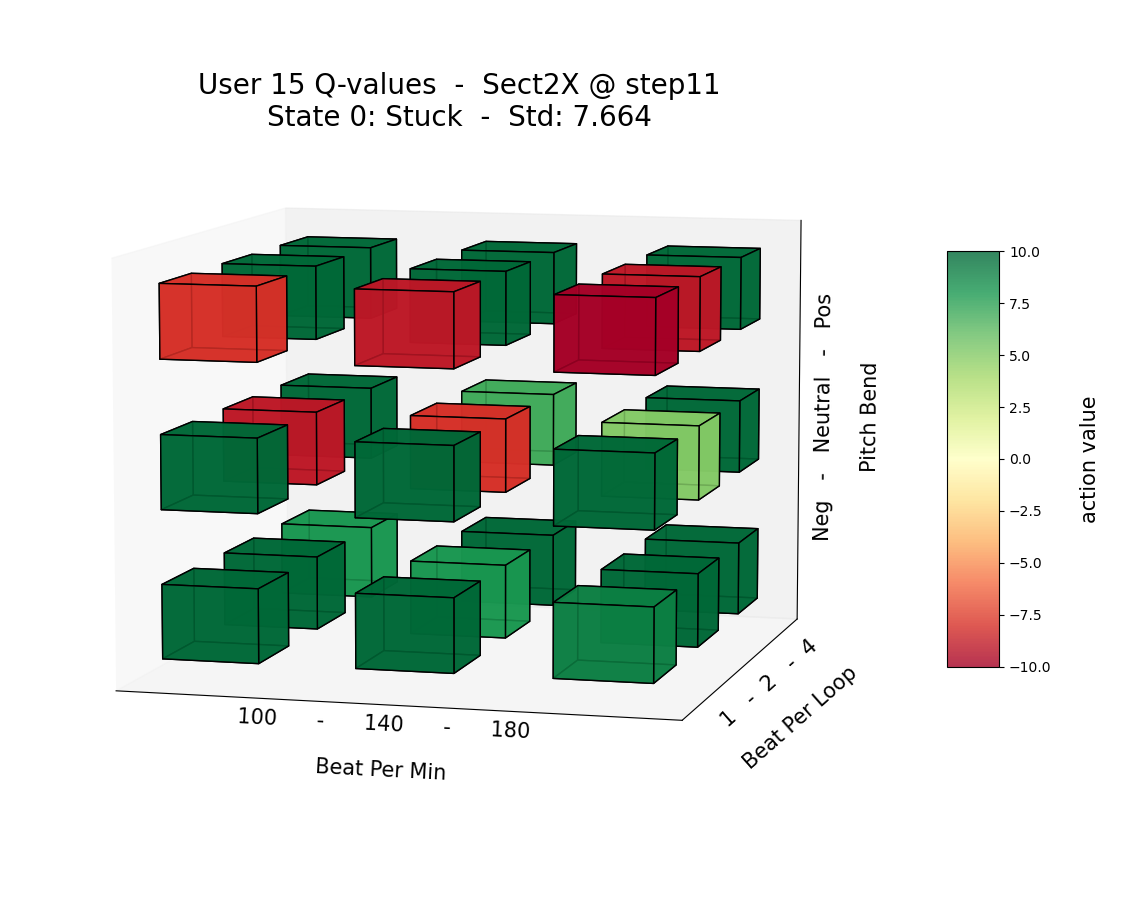 User 15 Q-values - Sect2X @ step11
State 0: Stuck - Std: 7.664
10.0
7.5
5.0
2.5
0.0
−2.5
−5.0
−7.5
−10.0
action value
Neg - Neutral - Pos
Pitch Bend
1 - 2 - 4
Beat Per Loop
100 - 140 - 180
Beat Per Min